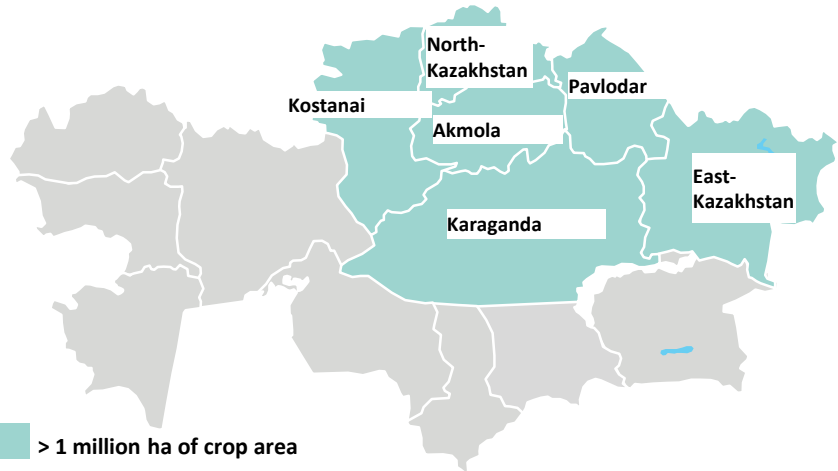 North-
Kazakhstan
Pavlodar
Kostanai
Akmola
East-
Kazakhstan
Karaganda
> 1 million ha of crop area